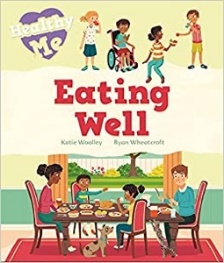 Healthy
Me
Eating
Well
Katie Woolley
Ryan Wheatcroft